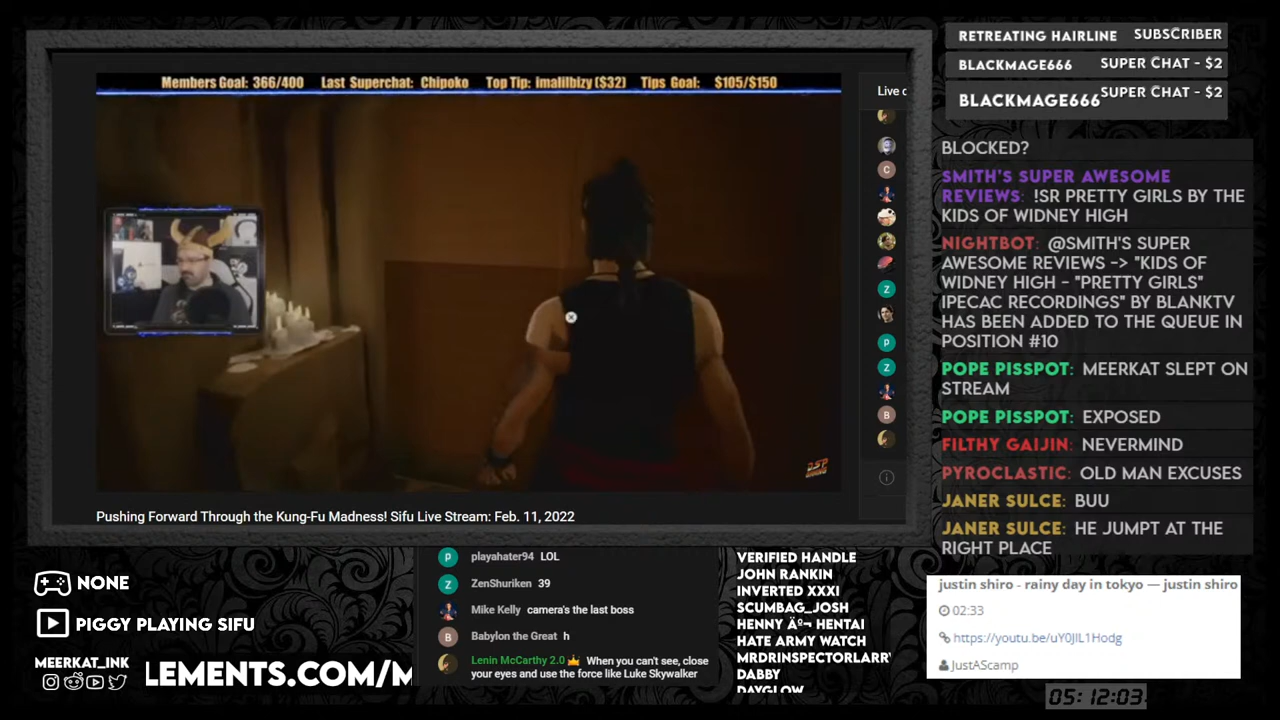 Members Goal: 366/400 Last Superchat: Chipoko Top Tip: imalilbizy ($32) Tips Goal: $105/$150
Live c
C
Z
P
Z
B
DSP
Pushing Forward Through the Kung-Fu Madness! Sifu Live Stream: Feb. 11, 2022
RETREATING HAIRLINE SUBSCRIBER
BLACKMAGE666 SUPER CHAT - $2
BLACKMAGE666 SUPER CHAT - $2
BLOCKED?
SMITH'S SUPER AWESOME
REVIEWS: !SR PRETTY GIRLS BY THE
KIDS OF WIDNEY HIGH
NIGHTBOT: @SMITH'S SUPER
AWESOME REVIEWS -> "KIDS OF
WIDNEY HIGH - "PRETTY GIRLS"
IPECAC RECORDINGS" BY BLANKTV
HAS BEEN ADDED TO THE QUEUE IN
POSITION #10
POPE PISSPOT: MEERKAT SLEPT ON
STREAM
POPE PISSPOT: EXPOSED
FILTHY GAIJIN: NEVERMIND
PYROCLASTIC: OLD MAN EXCUSES
JANER SULCE: BUU
JANER SULCE: HE JUMPT AT THE
RIGHT PLACE
NONE
PIGGY PLAYING SIFU
MEERKAT_INK
LEMENTS.COM/M
P playahater94 LOL
Z ZenShuriken 39
Mike Kelly camera's the last boss
B Babylon the Great h
Lenin McCarthy 2.0 When you can't see, close
your eyes and use the force like Luke Skywalker
VERIFIED HANDLE
JOHN RANKIN
INVERTED XXXI
SCUMBAG_JOSH
HENNY Äº¬ HENTAI
HATE ARMY WATCH
MRDRINSPECTORLARRY
DABBY
DAYGLOW
justin shiro - rainy day in tokyo — justin shiro
02:33
https://youtu.be/uY0JIL1Hodg
JustAScamp
05:12:03